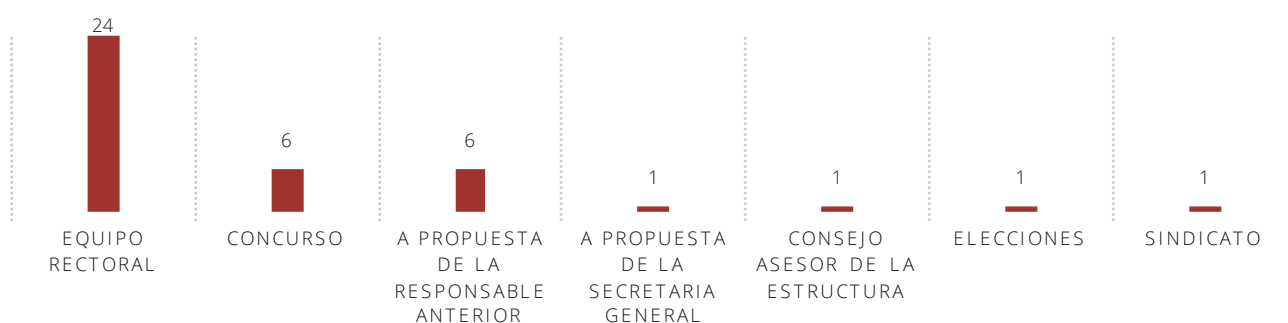 24
6
6
1
1
1
1
EQUIPO
RECTORAL
CONCURSO
A PROPUESTA
DE LA
RESPONSABLE
ANTERIOR
A PROPUESTA
DE LA
SECRETARIA
GENERAL
CONSEJO
ASESOR DE LA
ESTRUCTURA
ELECCIONES
SINDICATO